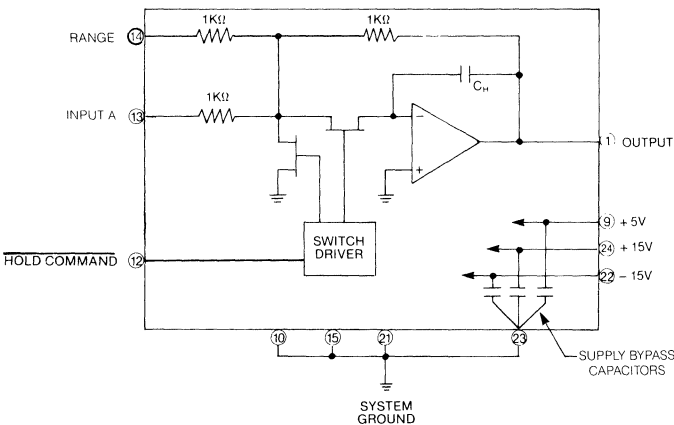 1KΩ
1KΩ
RANGE 14
1KΩ
C_H
INPUT A 13
−
+
1 OUTPUT
9 + 5V
24 + 15V
22 − 15V
SWITCH
DRIVER
HOLD COMMAND 12
10 15 21 23
SUPPLY BYPASS
CAPACITORS
SYSTEM
GROUND